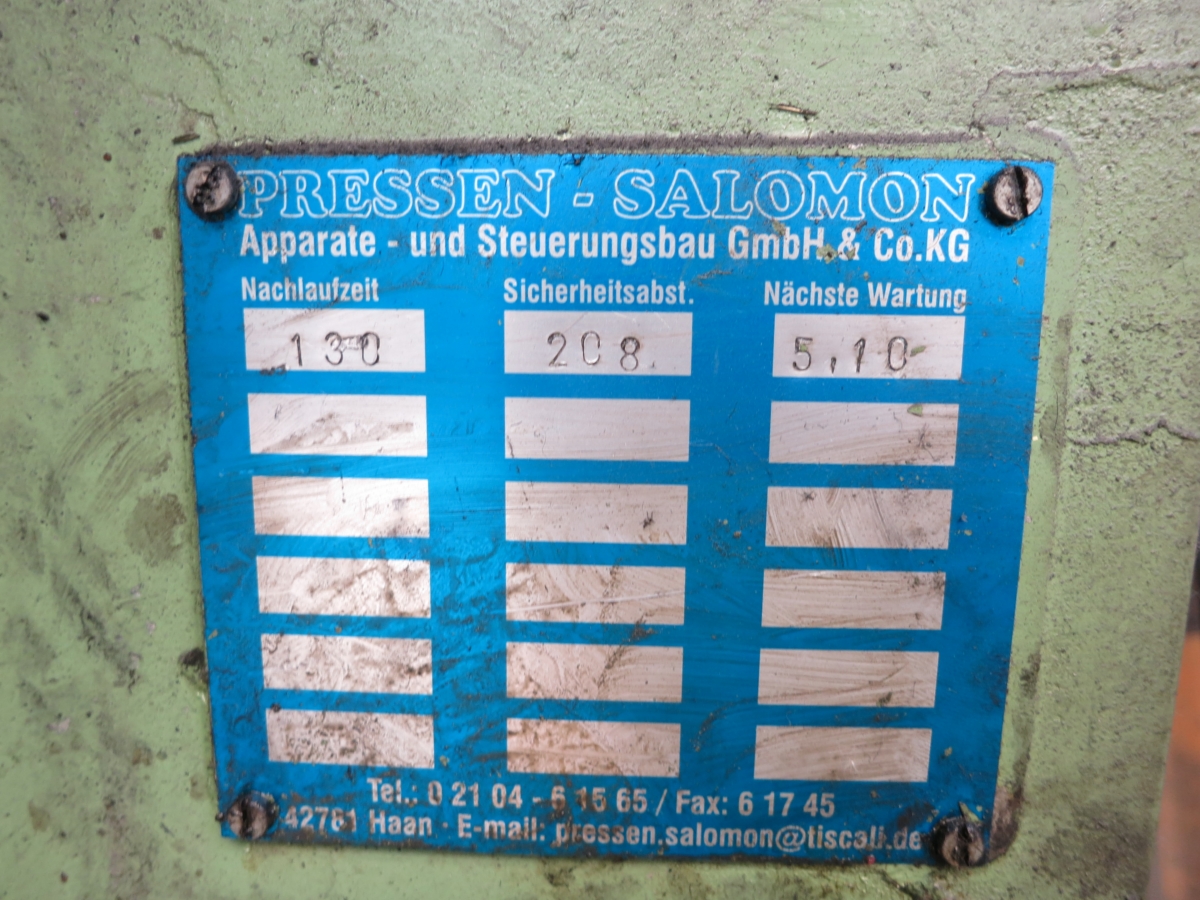 PRESSEN - SALOMON
Apparate - und Steuerungsbau GmbH & Co.KG
Nachlaufzeit Sicherheitsabst. Nächste Wartung
130 208 5,10
Tel.: 0 21 04 - 6 15 65 / Fax: 6 17 45
42781 Haan · E-mail: pressen.salomon@tiscali.de